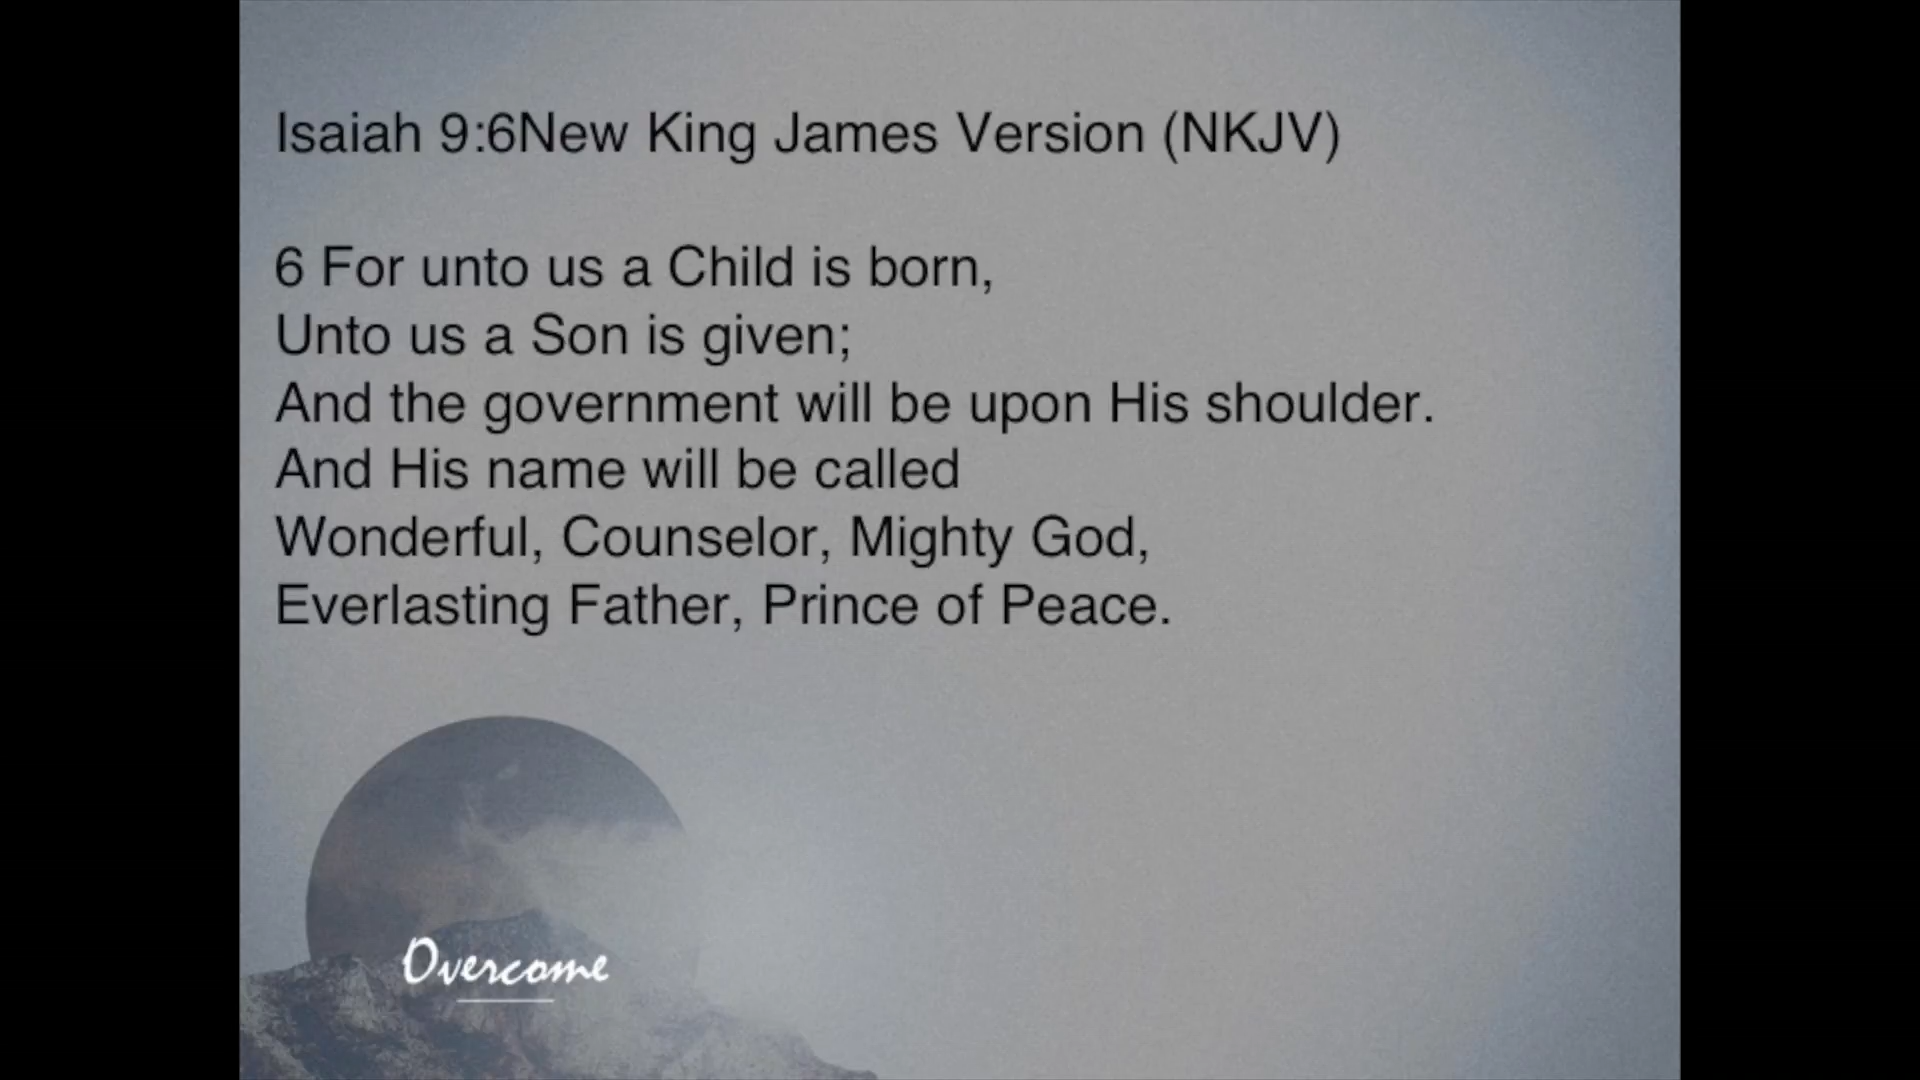 Isaiah 9:6New King James Version (NKJV)
6 For unto us a Child is born,
Unto us a Son is given;
And the government will be upon His shoulder.
And His name will be called
Wonderful, Counselor, Mighty God,
Everlasting Father, Prince of Peace.
Overcome